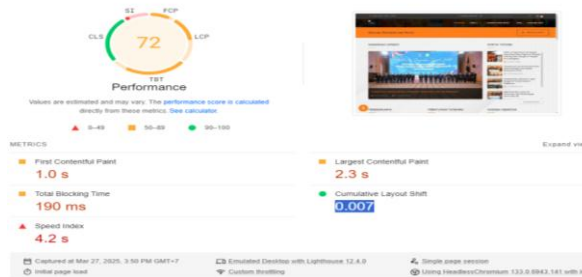 SI FCP
CLS LCP
72
TBT
Performance
Values are estimated and may vary. The performance score is calculated
directly from these metrics. See calculator.
0–49 50–89 90–100
METRICS
Expand vie
First Contentful Paint
1.0 s
Largest Contentful Paint
2.3 s
Total Blocking Time
190 ms
Cumulative Layout Shift
0.007
Speed Index
4.2 s
Captured at Mar 27, 2025, 3:50 PM GMT+7
Emulated Desktop with Lighthouse 12.4.0
Single page session
Initial page load
Custom throttling
Using HeadlessChromium 133.0.6943.141 with